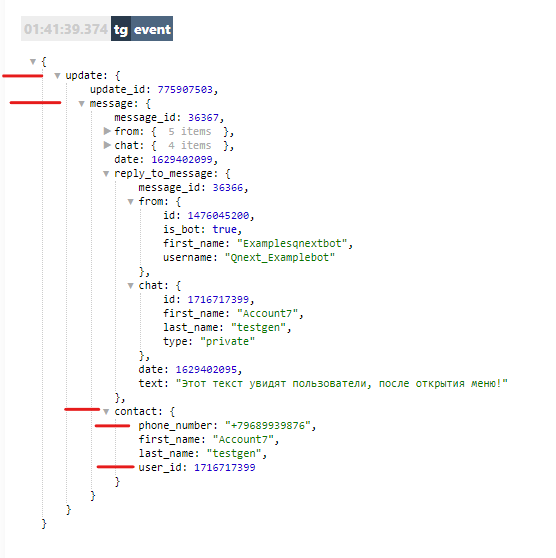 01:41:39.374 tg event
▼ {
▼ update: {
update_id: 775907503,
▼ message: {
message_id: 36367,
▶ from: { 5 items },
▶ chat: { 4 items },
date: 1629402099,
▼ reply_to_message: {
message_id: 36366,
▼ from: {
id: 1476045200,
is_bot: true,
first_name: "Examplesqnextbot",
username: "Qnext_Examplebot"
},
▼ chat: {
id: 1716717399,
first_name: "Account7",
last_name: "testgen",
type: "private"
},
date: 1629402095,
text: "Этот текст увидят пользователи, после открытия меню!"
},
▼ contact: {
phone_number: "+79689939876",
first_name: "Account7",
last_name: "testgen",
user_id: 1716717399
}
}
}
}